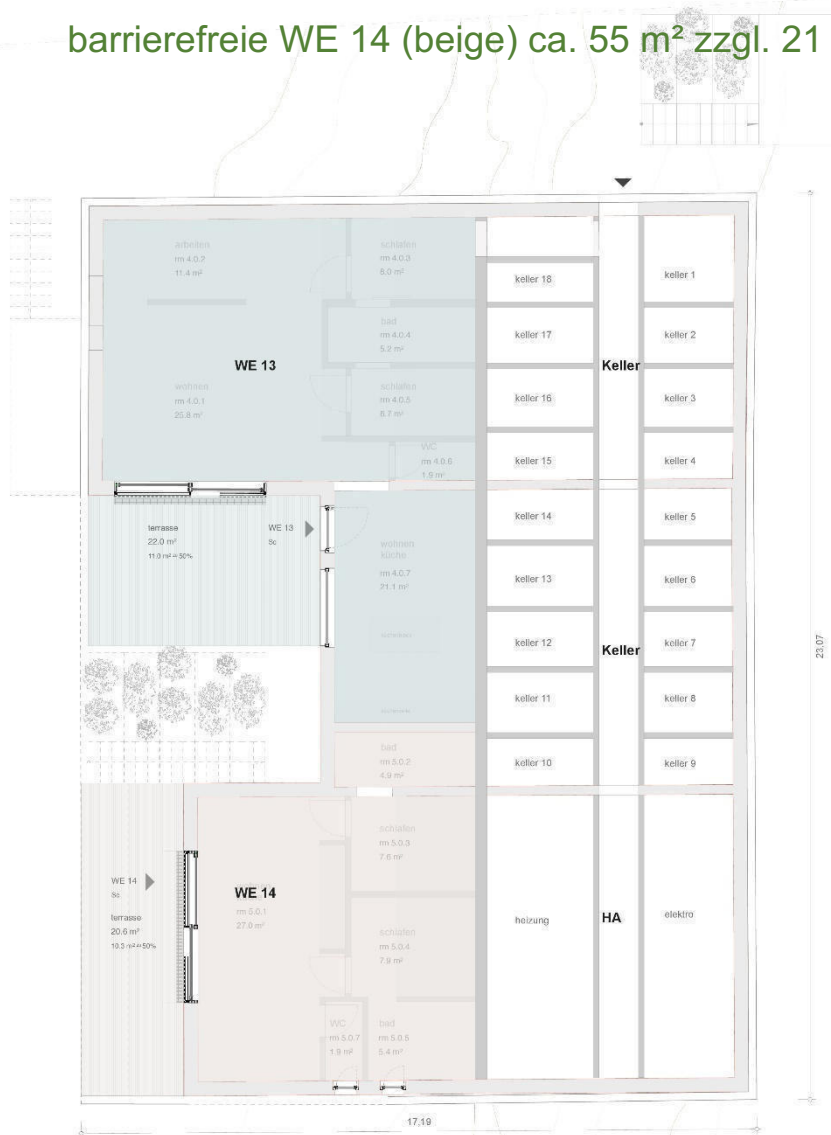 barrierefreie WE 14 (beige) ca. 55 m² zzgl. 21
arbeiten
rm 4.0.2
11.4 m²
schlafen
rm 4.0.3
8.0 m²
bad
rm 4.0.4
5.2 m²
WE 13
wohnen
rm 4.0.1
25.8 m²
schlafen
rm 4.0.5
8.7 m²
WC
rm 4.0.6
1.9 m²
keller 18
keller 17
keller 16
keller 15
keller 14
keller 13
keller 12
keller 11
keller 10
Keller
Keller
keller 1
keller 2
keller 3
keller 4
keller 5
keller 6
keller 7
keller 8
keller 9
terrasse
22.0 m²
11.0 m² = 50%
WE 13
5c
wohnen
küche
rm 4.0.7
21.1 m²
bad
rm 5.0.2
4.9 m²
schlafen
rm 5.0.3
7.6 m²
WE 14
5c
terrasse
20.6 m²
10.3 m² = 50%
WE 14
rm 5.0.1
27.0 m²
schlafen
rm 5.0.4
7.8 m²
WC
rm 5.0.7
1.9 m²
bad
rm 5.0.6
5.4 m²
heizung
HA
elektro
23,07
17,19